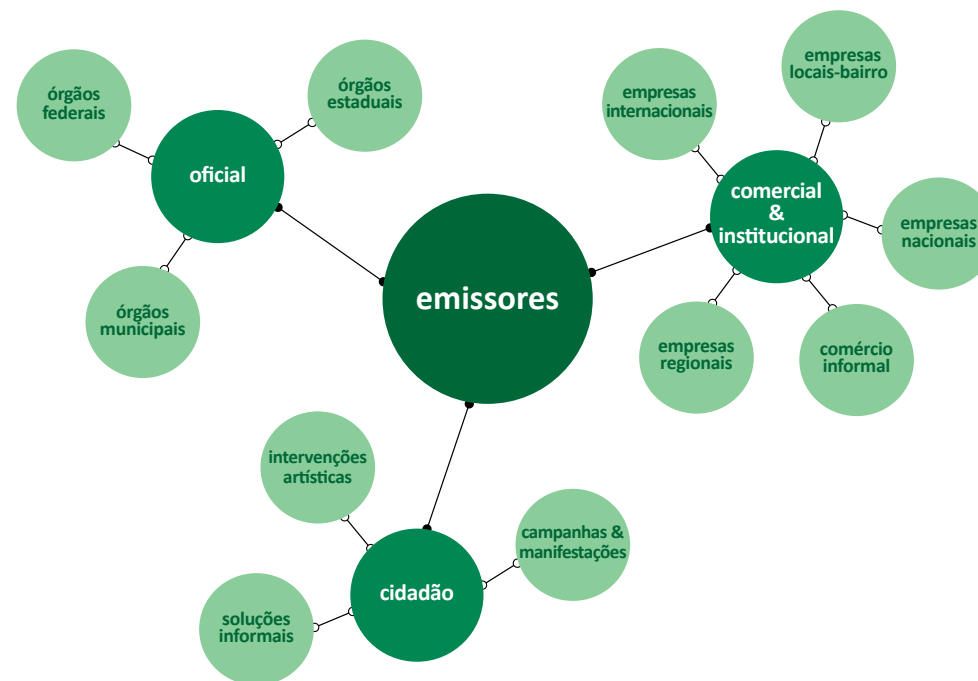 emissores
oficial
órgãos
federais
órgãos
estaduais
órgãos
municipais
comercial
&
institucional
empresas
internacionais
empresas
locais-bairro
empresas
nacionais
comércio
informal
empresas
regionais
cidadão
intervenções
artísticas
campanhas &
manifestações
soluções
informais